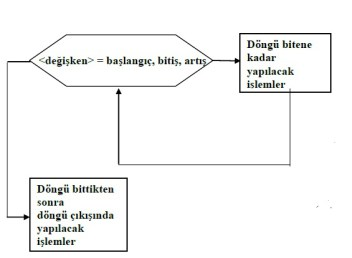 <değişken> = başlangıç, bitiş, artış
Döngü bitene
kadar
yapılacak
islemler
Döngü bittikten
sonra
döngü çıkışında
yapılacak
işlemler